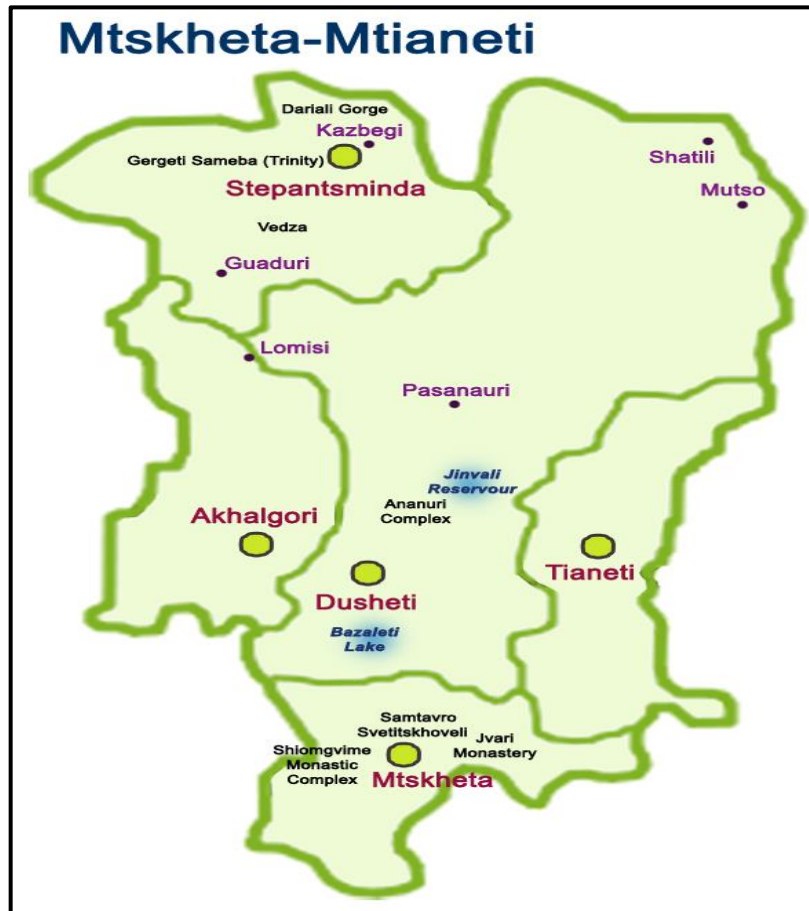 Mtskheta-Mtianeti
Dariali Gorge
Kazbegi
Gergeti Sameba (Trinity)
Stepantsminda
Shatili
Mutso
Vedza
Guaduri
Lomisi
Pasanauri
Jinvali
Reservour
Ananuri
Complex
Akhalgori
Tianeti
Dusheti
Bazaleti
Lake
Samtavro
Svetitskhoveli
Jvari
Monastery
Shiomgvime
Monastic
Complex
Mtskheta